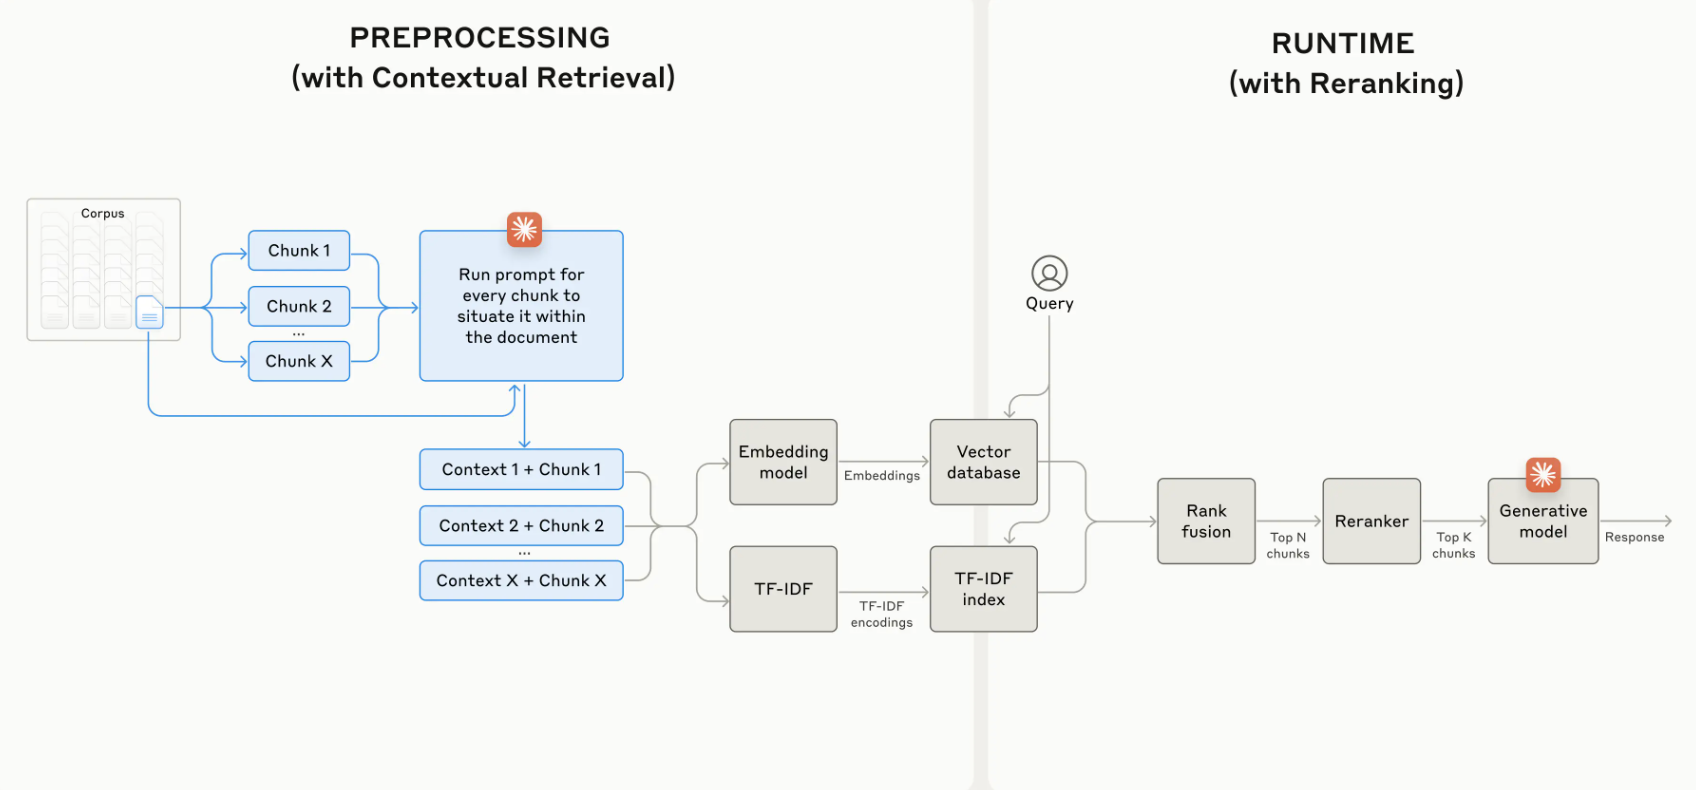 PREPROCESSING
(with Contextual Retrieval)
RUNTIME
(with Reranking)
Corpus
Chunk 1
Chunk 2
...
Chunk X
Run prompt for
every chunk to
situate it within
the document
Context 1 + Chunk 1
Context 2 + Chunk 2
...
Context X + Chunk X
Embedding
model
Embeddings
Vector
database
TF-IDF
TF-IDF
encodings
TF-IDF
index
Query
Rank
fusion
Top N
chunks
Reranker
Top K
chunks
Generative
model
Response